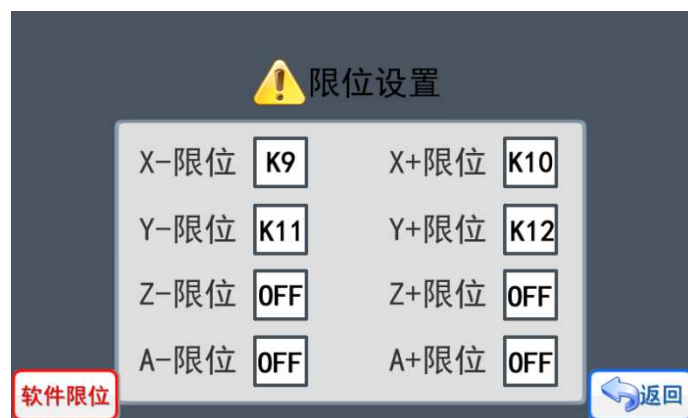 限位设置
X-限位 K9 X+限位 K10
Y-限位 K11 Y+限位 K12
Z-限位 OFF Z+限位 OFF
A-限位 OFF A+限位 OFF
软件限位 返回